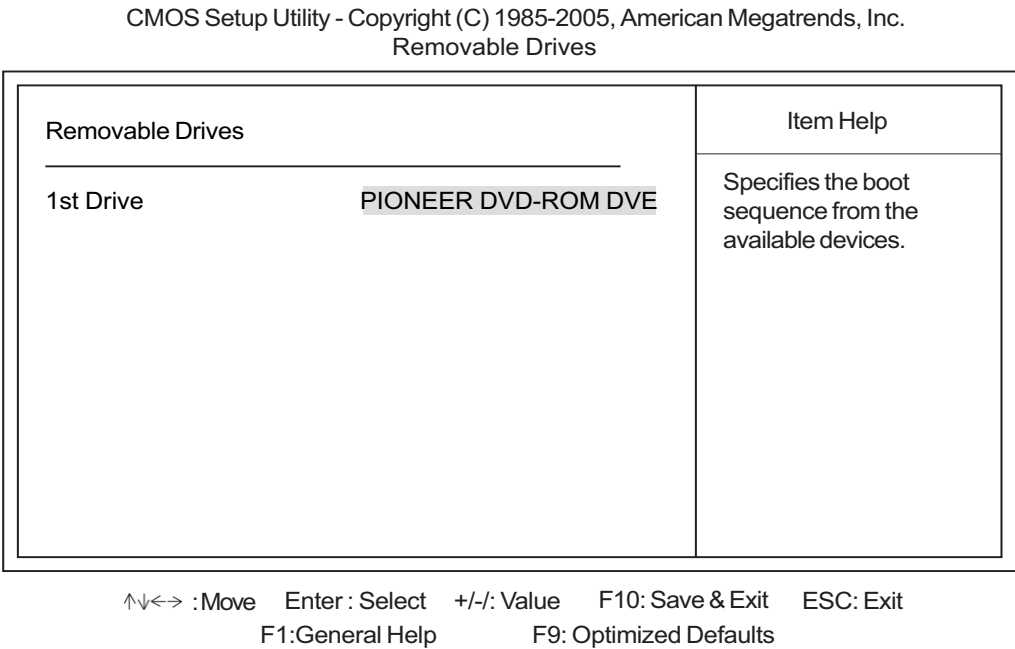 CMOS Setup Utility - Copyright (C) 1985-2005, American Megatrends, Inc.
Removable Drives
Removable Drives
1st Drive PIONEER DVD-ROM DVE
Item Help
Specifies the boot
sequence from the
available devices.
↑↓←→ :Move Enter : Select +/-/: Value F10: Save & Exit ESC: Exit
F1:General Help F9: Optimized Defaults